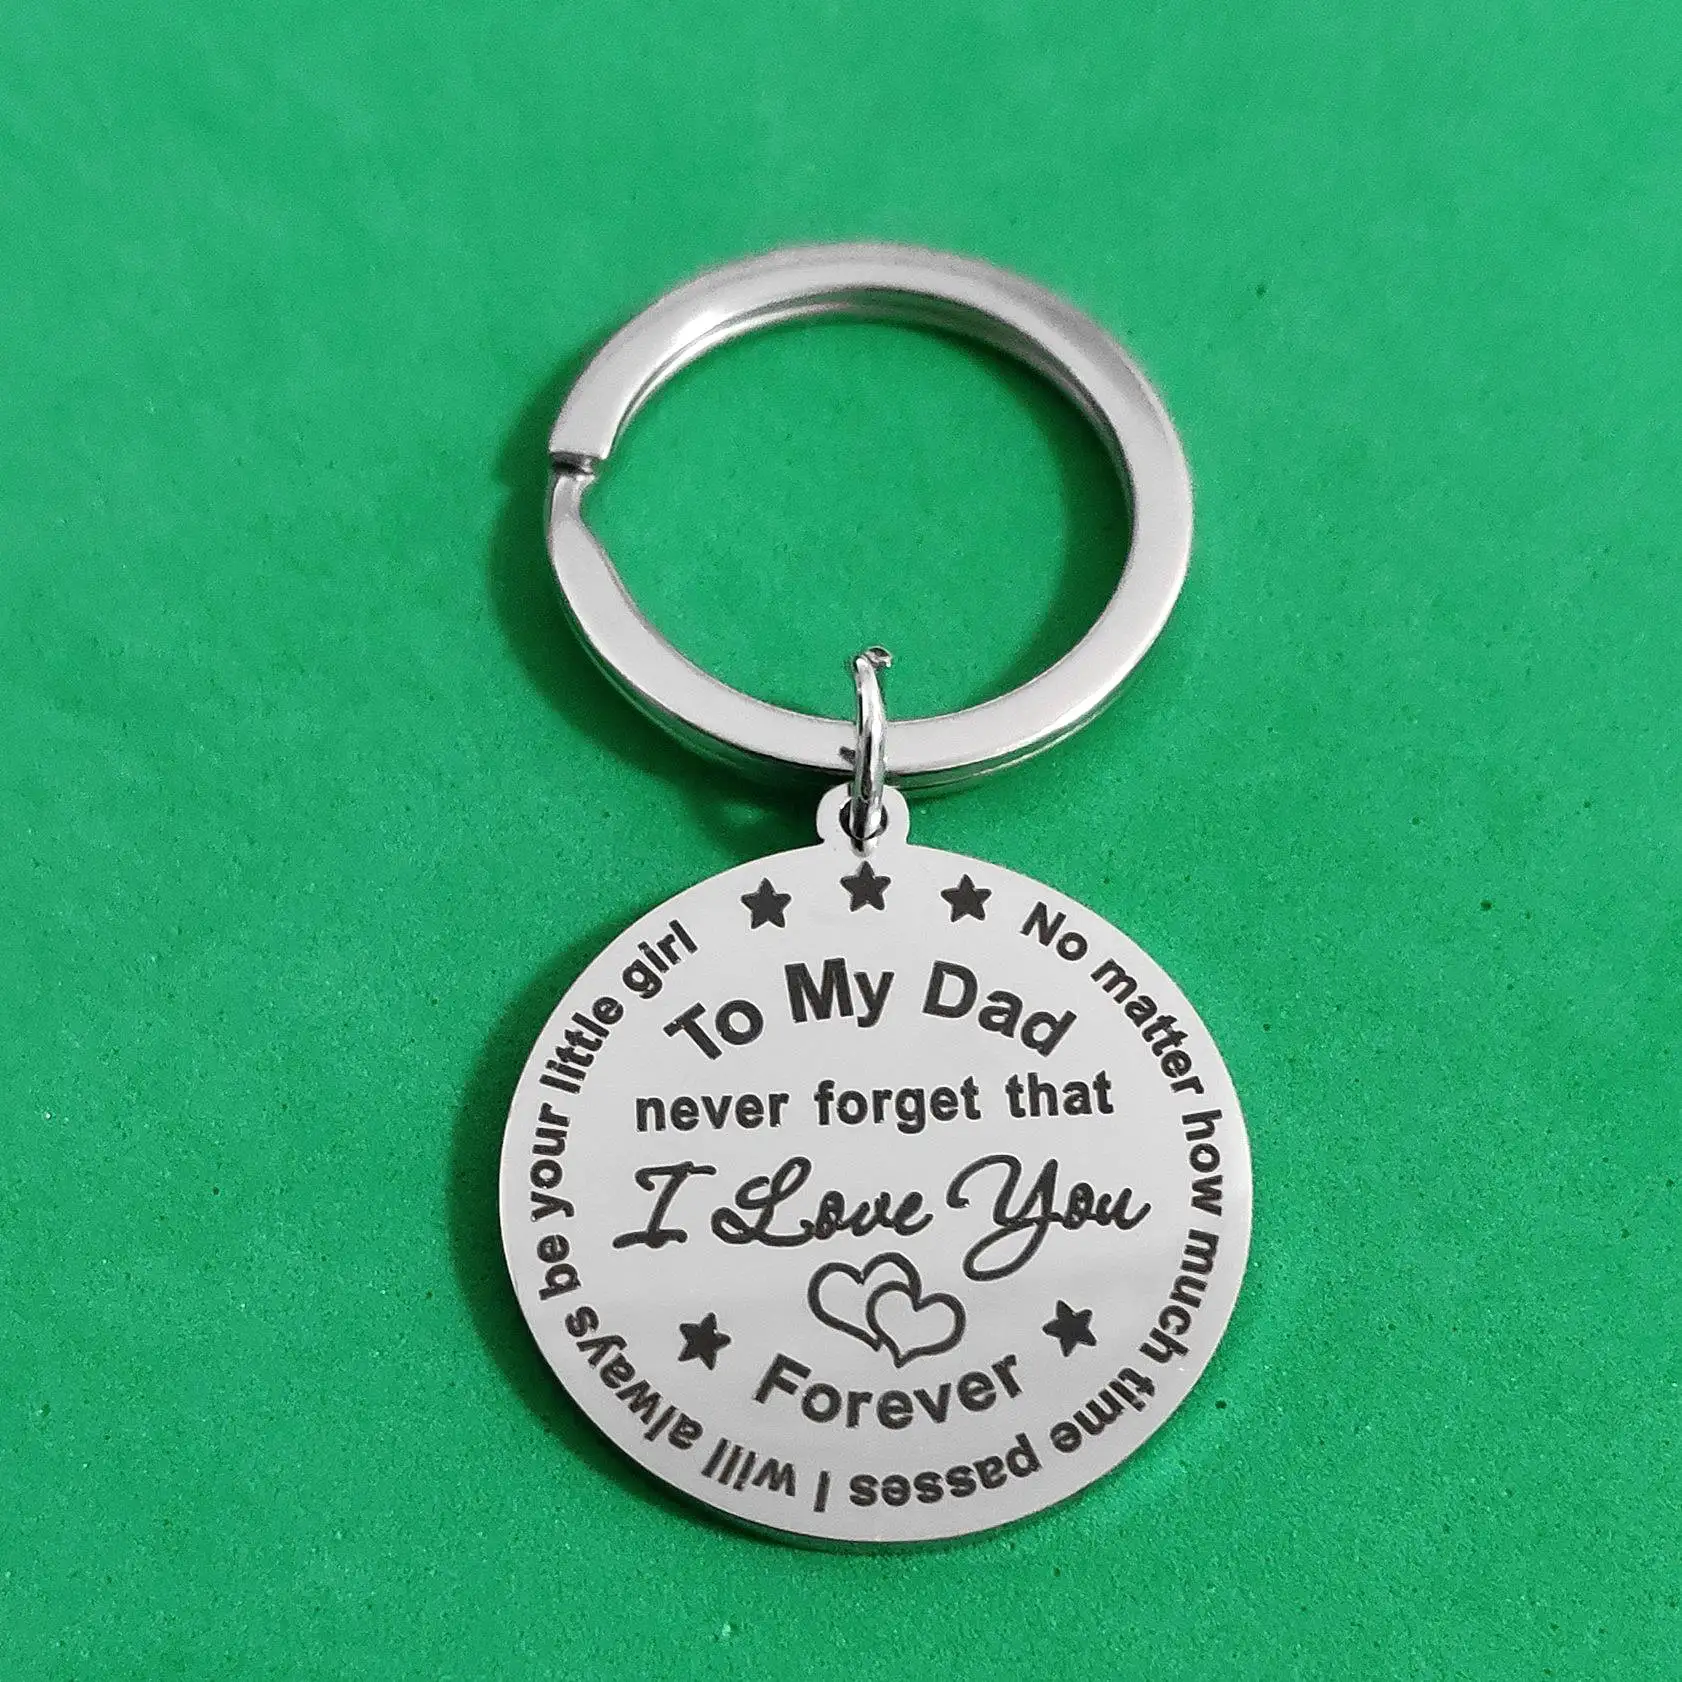 To My Dad
never forget that
I Love You
Forever
No matter how much time passes I will always be your little girl